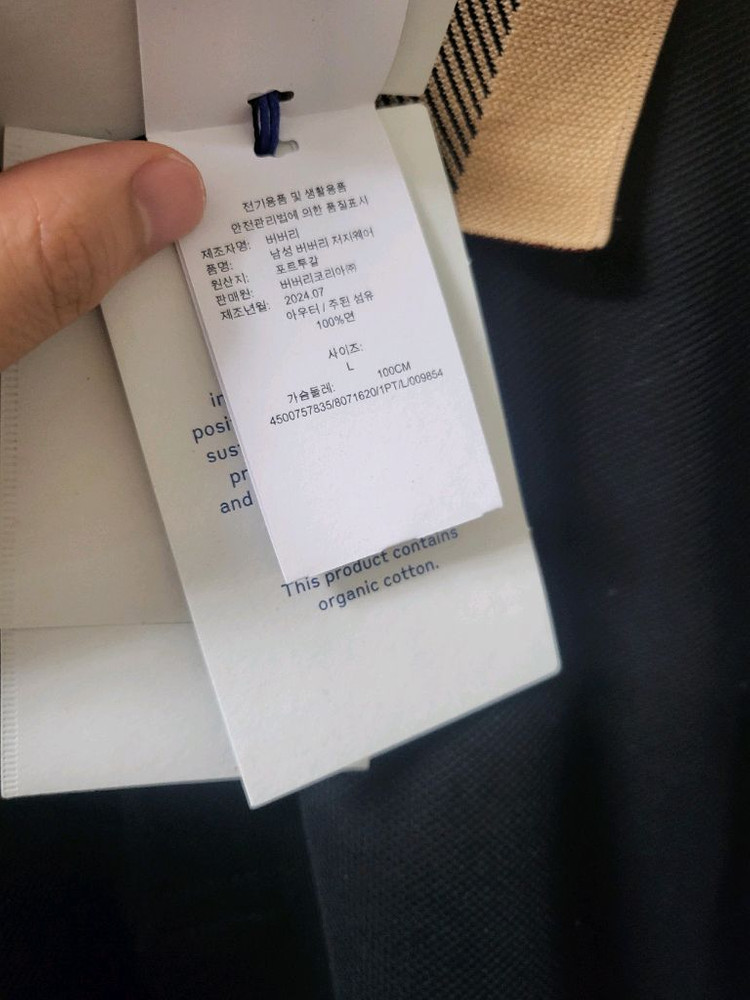 전기용품 및 생활용품
안전관리법에 의한 품질표시
제조자명: 버버리
품명: 남성 버버리 저지웨어
원산지: 포트투갈
판매원: 버버리코리아㈜
제조년월: 2024.07
아우터 / 주된 섬유
100%면
사이즈:
L
가슴둘레: 100CM
4500757835/8071620/1PT/L/009854
and
This product contains
organic cotton.